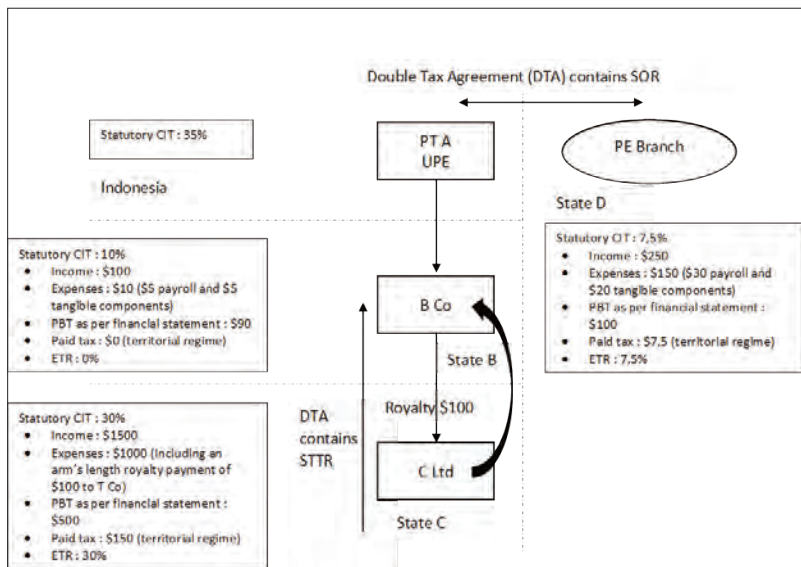 Double Tax Agreement (DTA) contains SOR
Statutory CIT : 35%
PT A
UPE
PE Branch
Indonesia
State D
Statutory CIT : 10%
• Income : $100
• Expenses : $10 ($5 payroll and $5
tangible components)
• PBT as per financial statement : $90
• Paid tax : $0 (territorial regime)
• ETR : 0%
Statutory CIT : 7,5%
• Income : $250
• Expenses : $150 ($30 payroll and
$20 tangible components)
• PBT as per financial statement :
$100
• Paid tax : $7,5 (territorial regime)
• ETR : 7,5%
B Co
State B
Statutory CIT : 30%
• Income : $1500
• Expenses : $1000 (Including an
arm's length royalty payment of
$100 to T Co)
• PBT as per financial statement :
$500
• Paid tax : $150 (territorial regime)
• ETR : 30%
DTA
contains
STTR
Royalty $100
C Ltd
State C